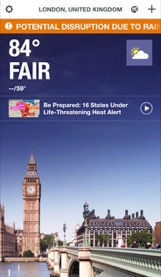 LONDON, UNITED KINGDOM
POTENTIAL DISRUPTION DUE TO RAI
84°
FAIR
--/59°
Be Prepared: 16 States Under
Life-Threatening Heat Alert